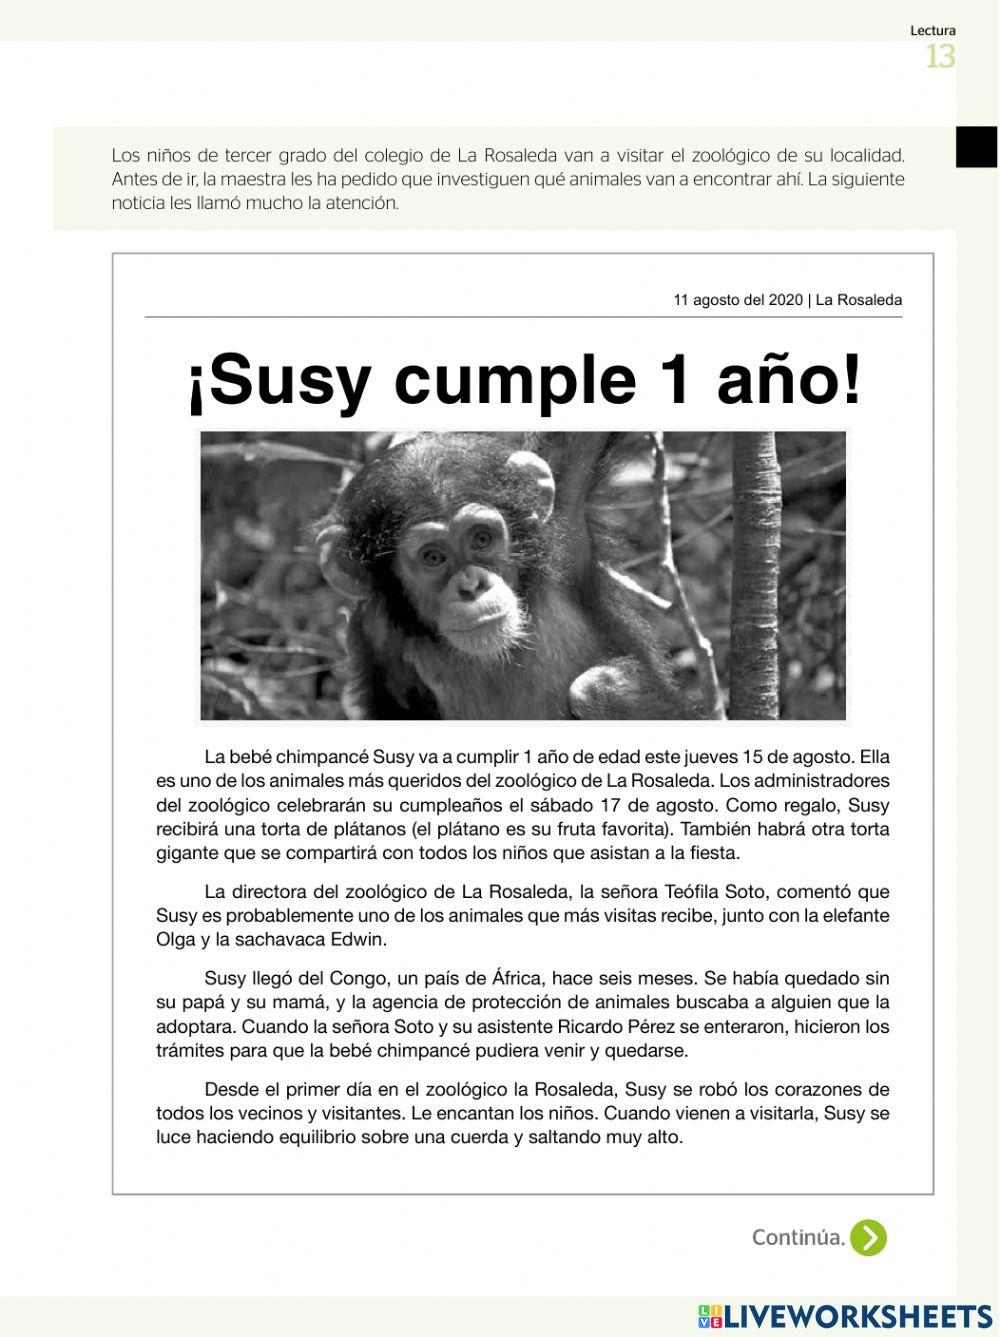 Lectura
13
Los niños de tercer grado del colegio de La Rosaleda van a visitar el zoológico de su localidad.
Antes de ir, la maestra les ha pedido que investiguen qué animales van a encontrar ahí. La siguiente
noticia les llamó mucho la atención.
11 agosto del 2020 | La Rosaleda
¡Susy cumple 1 año!
La bebé chimpancé Susy va a cumplir 1 año de edad este jueves 15 de agosto. Ella
es uno de los animales más queridos del zoológico de La Rosaleda. Los administradores
del zoológico celebrarán su cumpleaños el sábado 17 de agosto. Como regalo, Susy
recibirá una torta de plátanos (el plátano es su fruta favorita). También habrá otra torta
gigante que se compartirá con todos los niños que asistan a la fiesta.
La directora del zoológico de La Rosaleda, la señora Teófila Soto, comentó que
Susy es probablemente uno de los animales que más visitas recibe, junto con la elefante
Olga y la sachavaca Edwin.
Susy llegó del Congo, un país de África, hace seis meses. Se había quedado sin
su papá y su mamá, y la agencia de protección de animales buscaba a alguien que la
adoptara. Cuando la señora Soto y su asistente Ricardo Pérez se enteraron, hicieron los
trámites para que la bebé chimpancé pudiera venir y quedarse.
Desde el primer día en el zoológico la Rosaleda, Susy se robó los corazones de
todos los vecinos y visitantes. Le encantan los niños. Cuando vienen a visitarla, Susy se
luce haciendo equilibrio sobre una cuerda y saltando muy alto.
Continúa.
LIVE LIVEWORKSHEETS